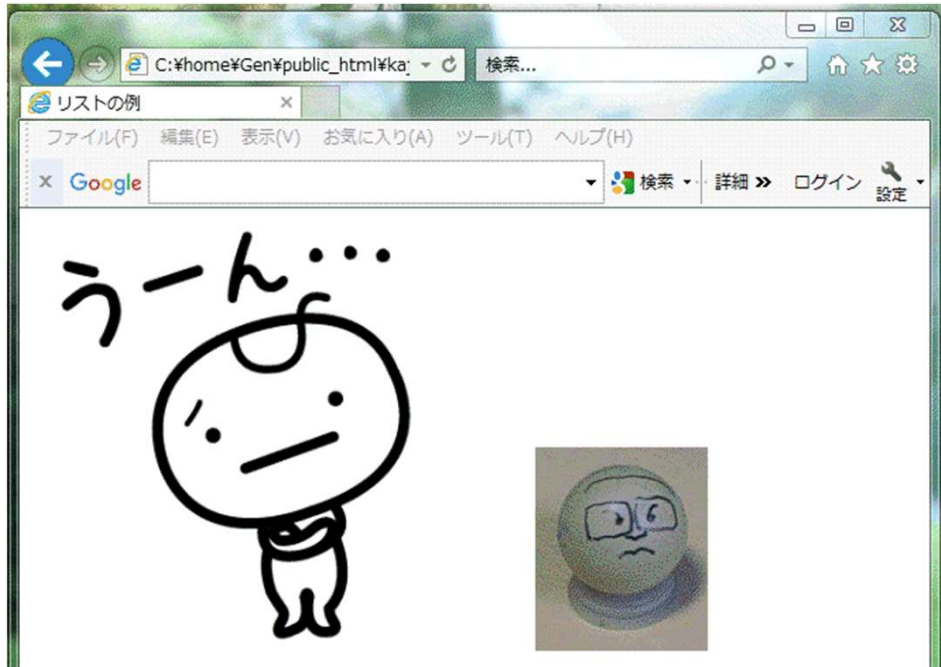 C:¥home¥Gen¥public_html¥ka
検索...
リストの例
ファイル(F) 編集(E) 表示(V) お気に入り(A) ツール(T) ヘルプ(H)
x Google 検索 詳細 » ログイン 設定
うーん…